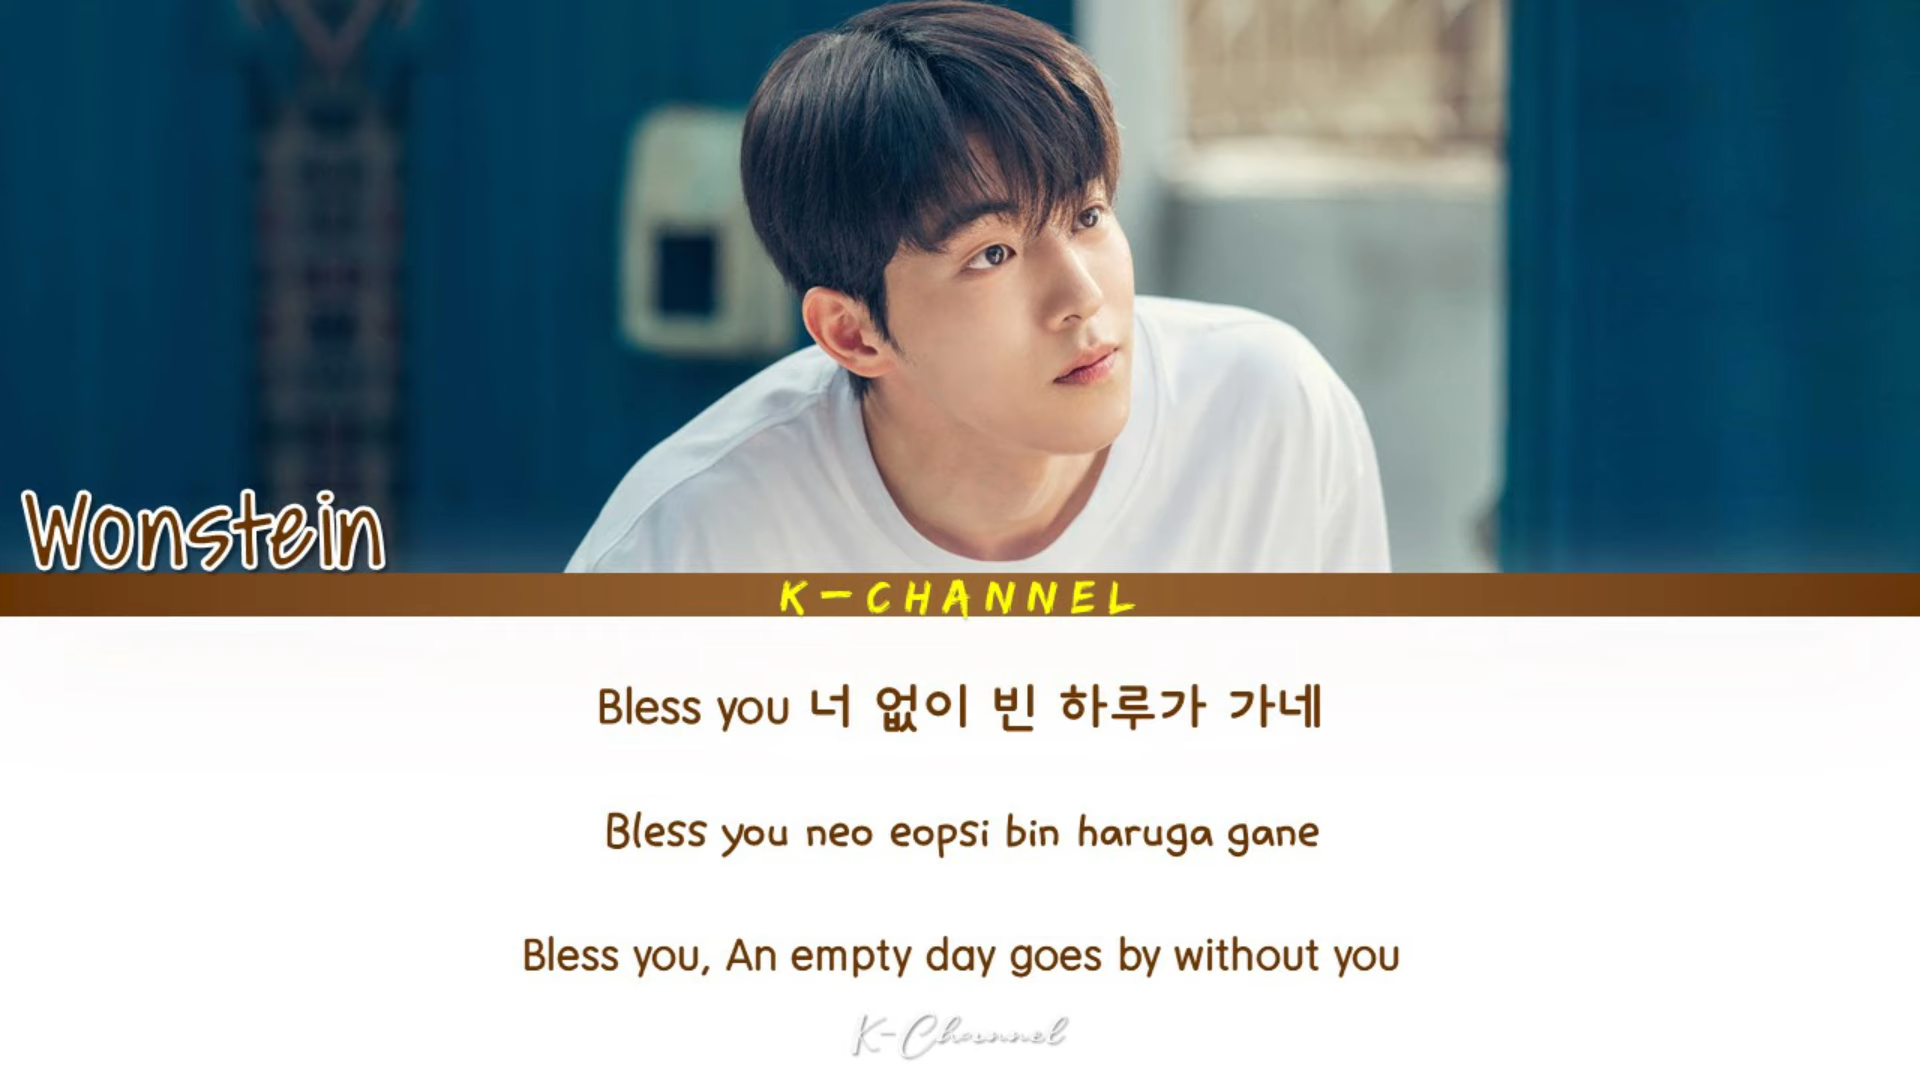 Wonstein
K-CHANNEL
Bless you 너 없이 빈 하루가 가네
Bless you neo eopsi bin haruga gane
Bless you, An empty day goes by without you
K-Channel